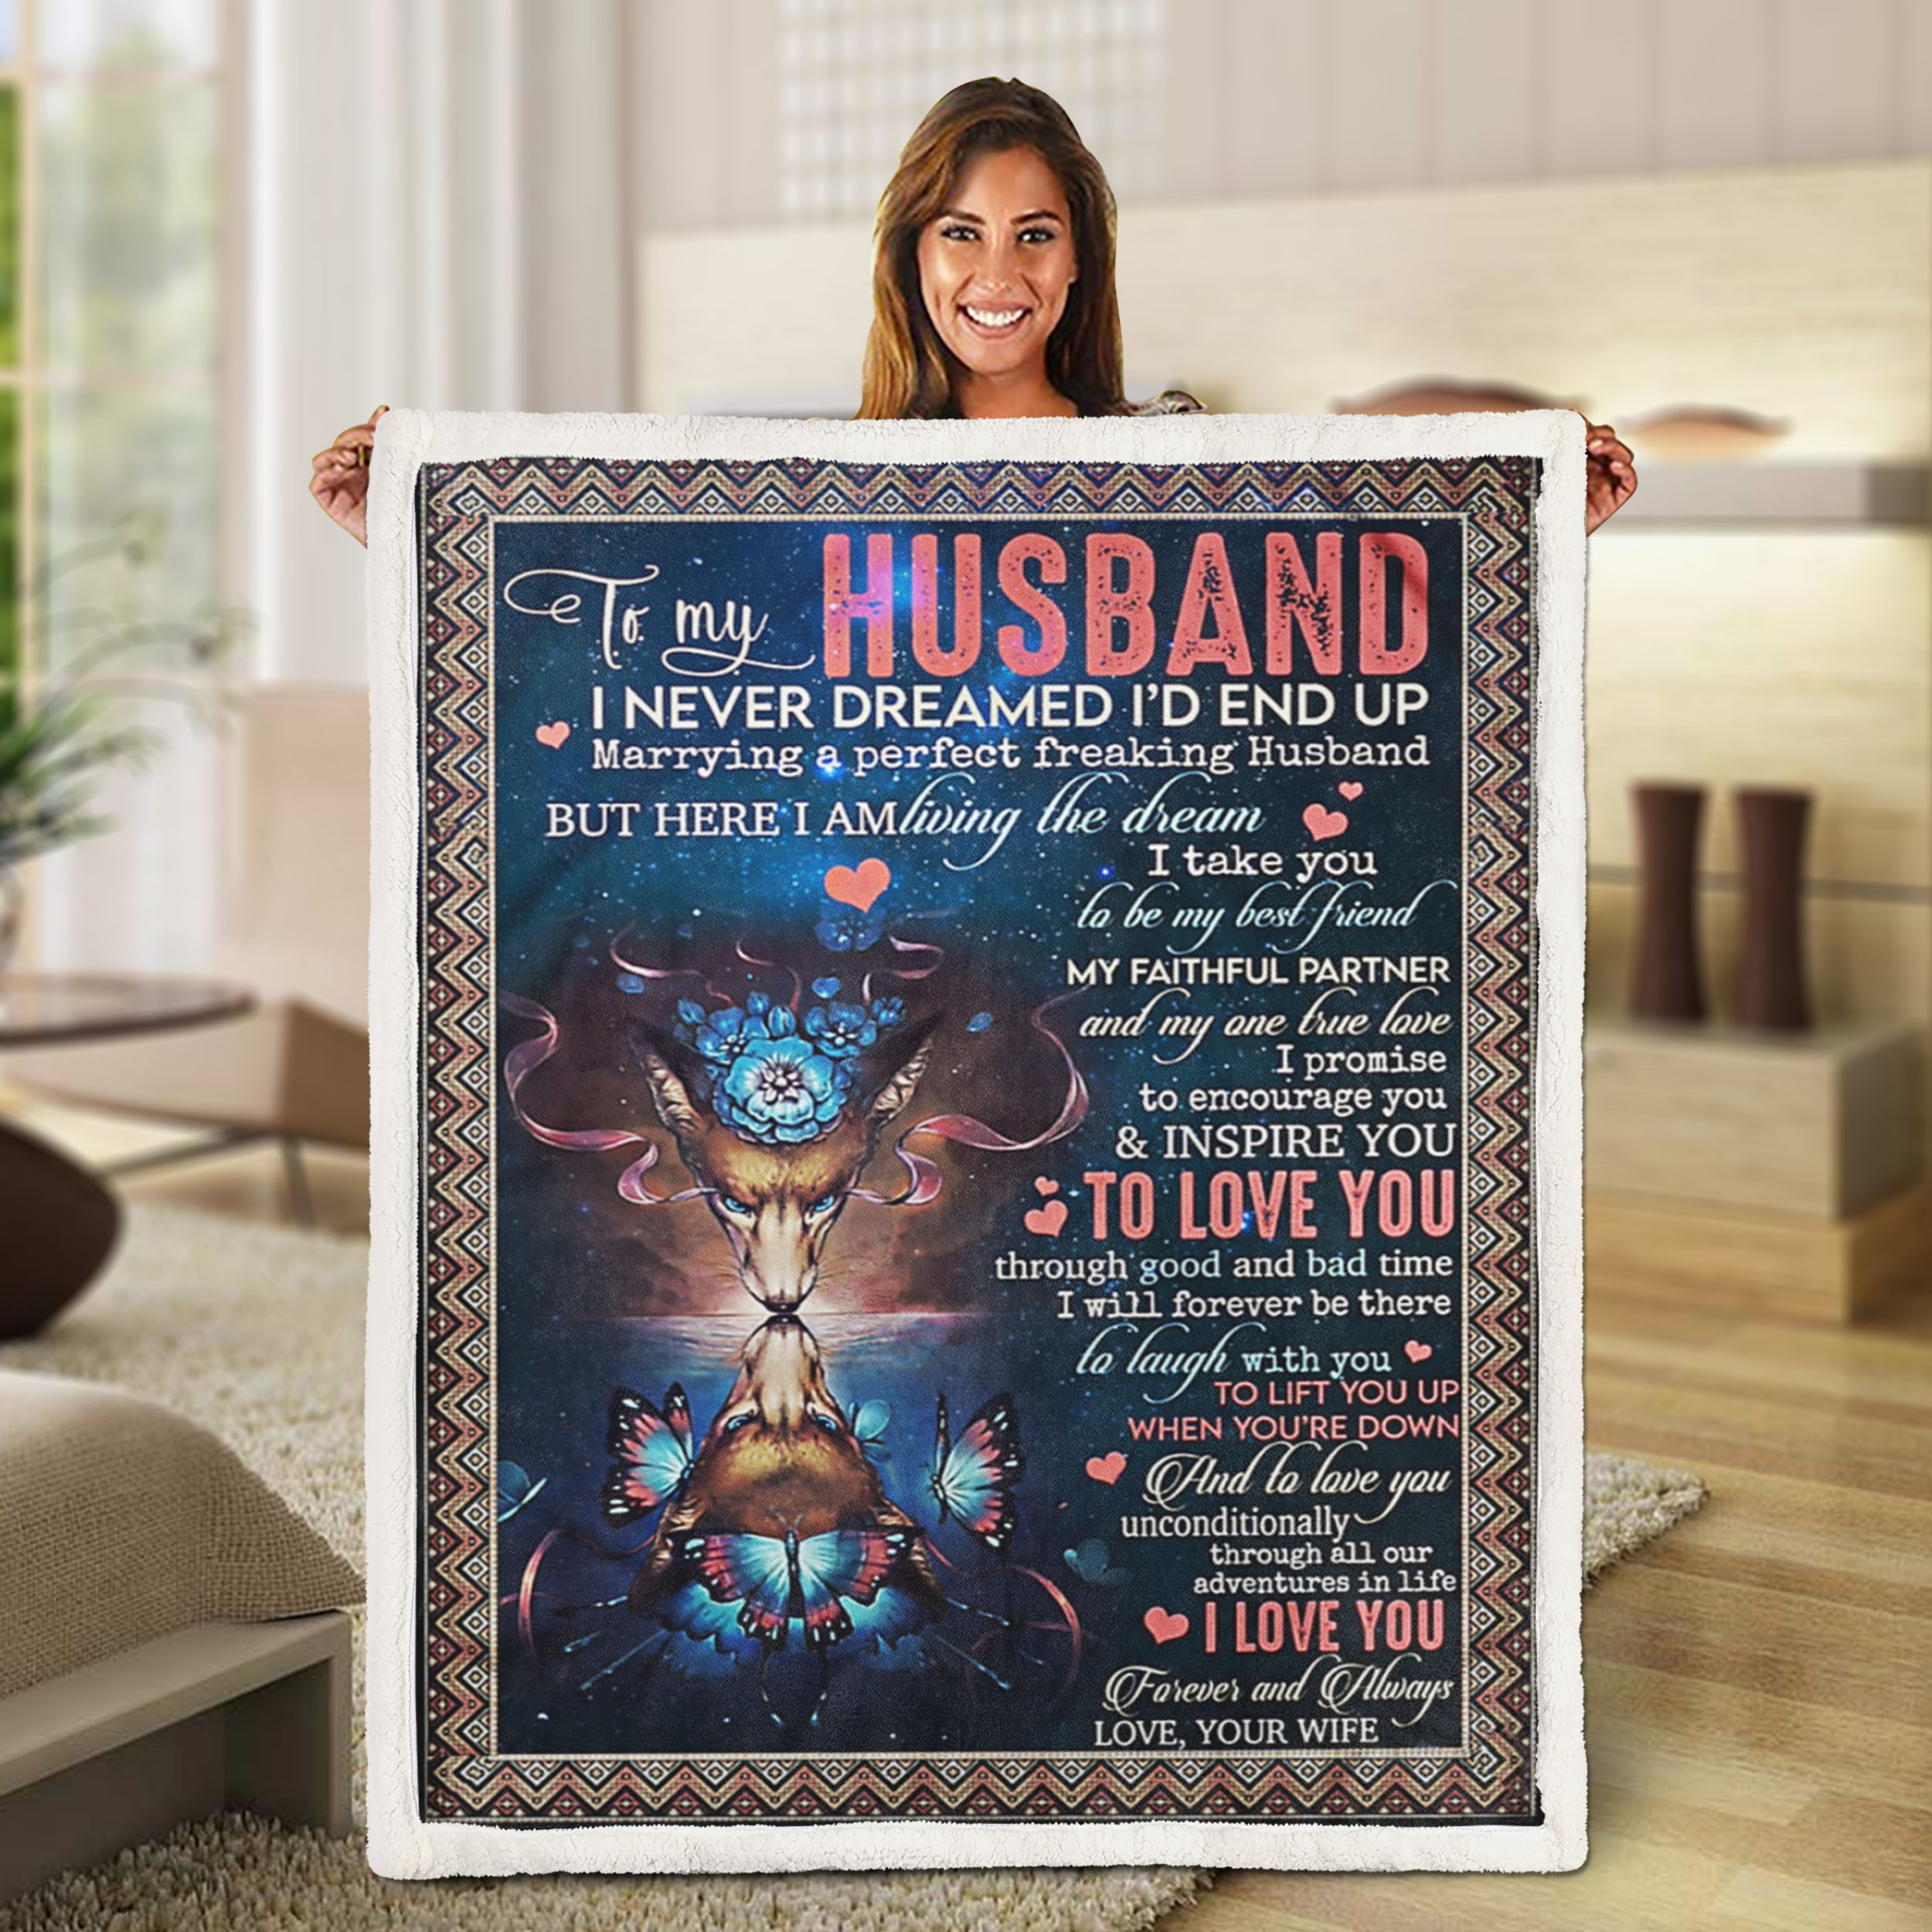 To my HUSBAND
I NEVER DREAMED I'D END UP
Marrying a perfect freaking Husband
BUT HERE I AM living the dream
I take you
to be my best friend
MY FAITHFUL PARTNER
and my one true love
I promise
to encourage you
& INSPIRE YOU
TO LOVE YOU
through good and bad time
I will forever be there
to laugh with you
TO LIFT YOU UP
WHEN YOU'RE DOWN
And to love you
unconditionally
through all our
adventures in life
I LOVE YOU
Forever and Always
LOVE, YOUR WIFE